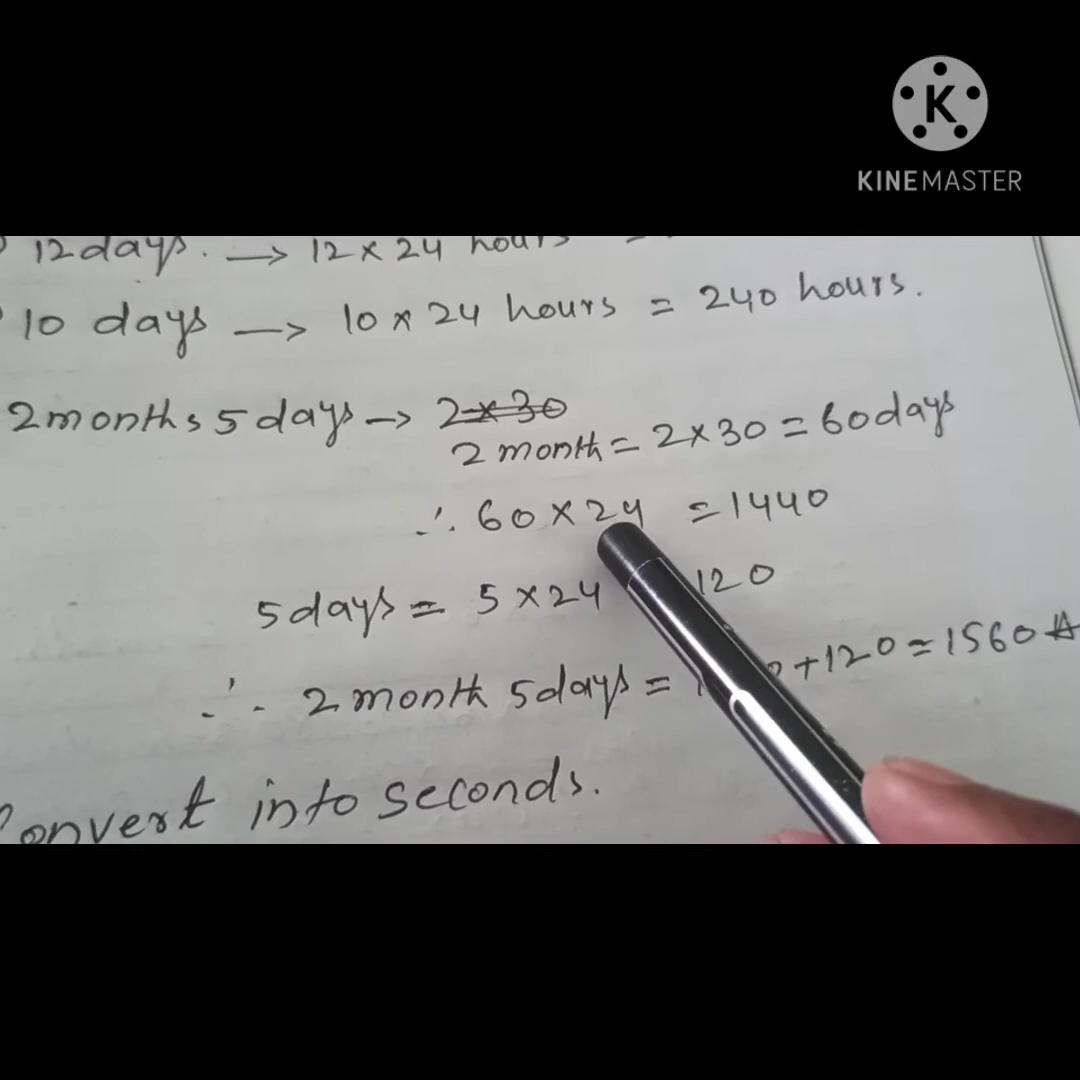 K
KINEMASTER
12 days. → 12 × 24 hours =
10 days → 10 × 24 hours = 240 hours.
2 months 5 days → 2×30
2 month = 2×30 = 60 days
∴ 60 × 24 = 1440
5 days = 5 × 24 120
∴ 2 month 5 days = +120 = 1560
Convert into seconds.